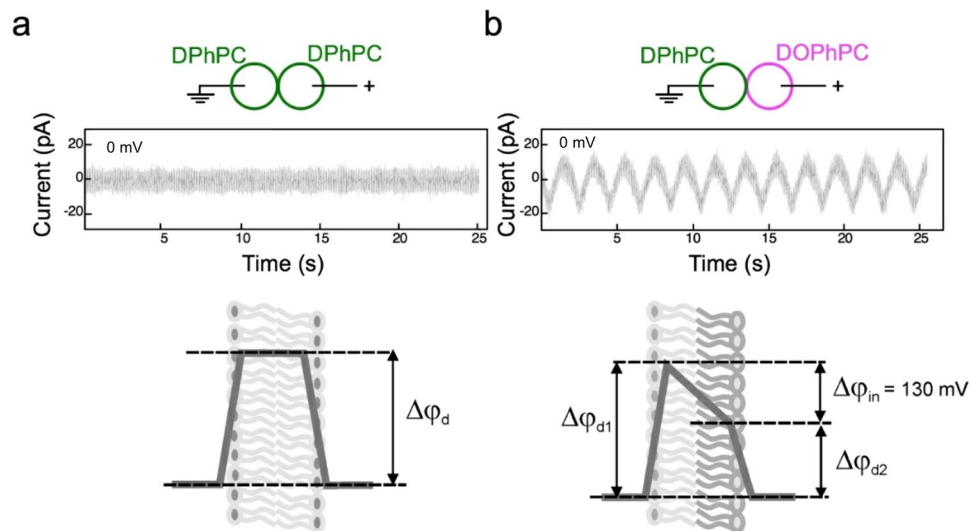 a
DPhPC DPhPC
+
Current (pA)
20
0
-20
0 mV
5 10 15 20 25
Time (s)
Δφd
b
DPhPC DOPhPC
+
Current (pA)
20
0
-20
0 mV
5 10 15 20 25
Time (s)
Δφd1
Δφin = 130 mV
Δφd2